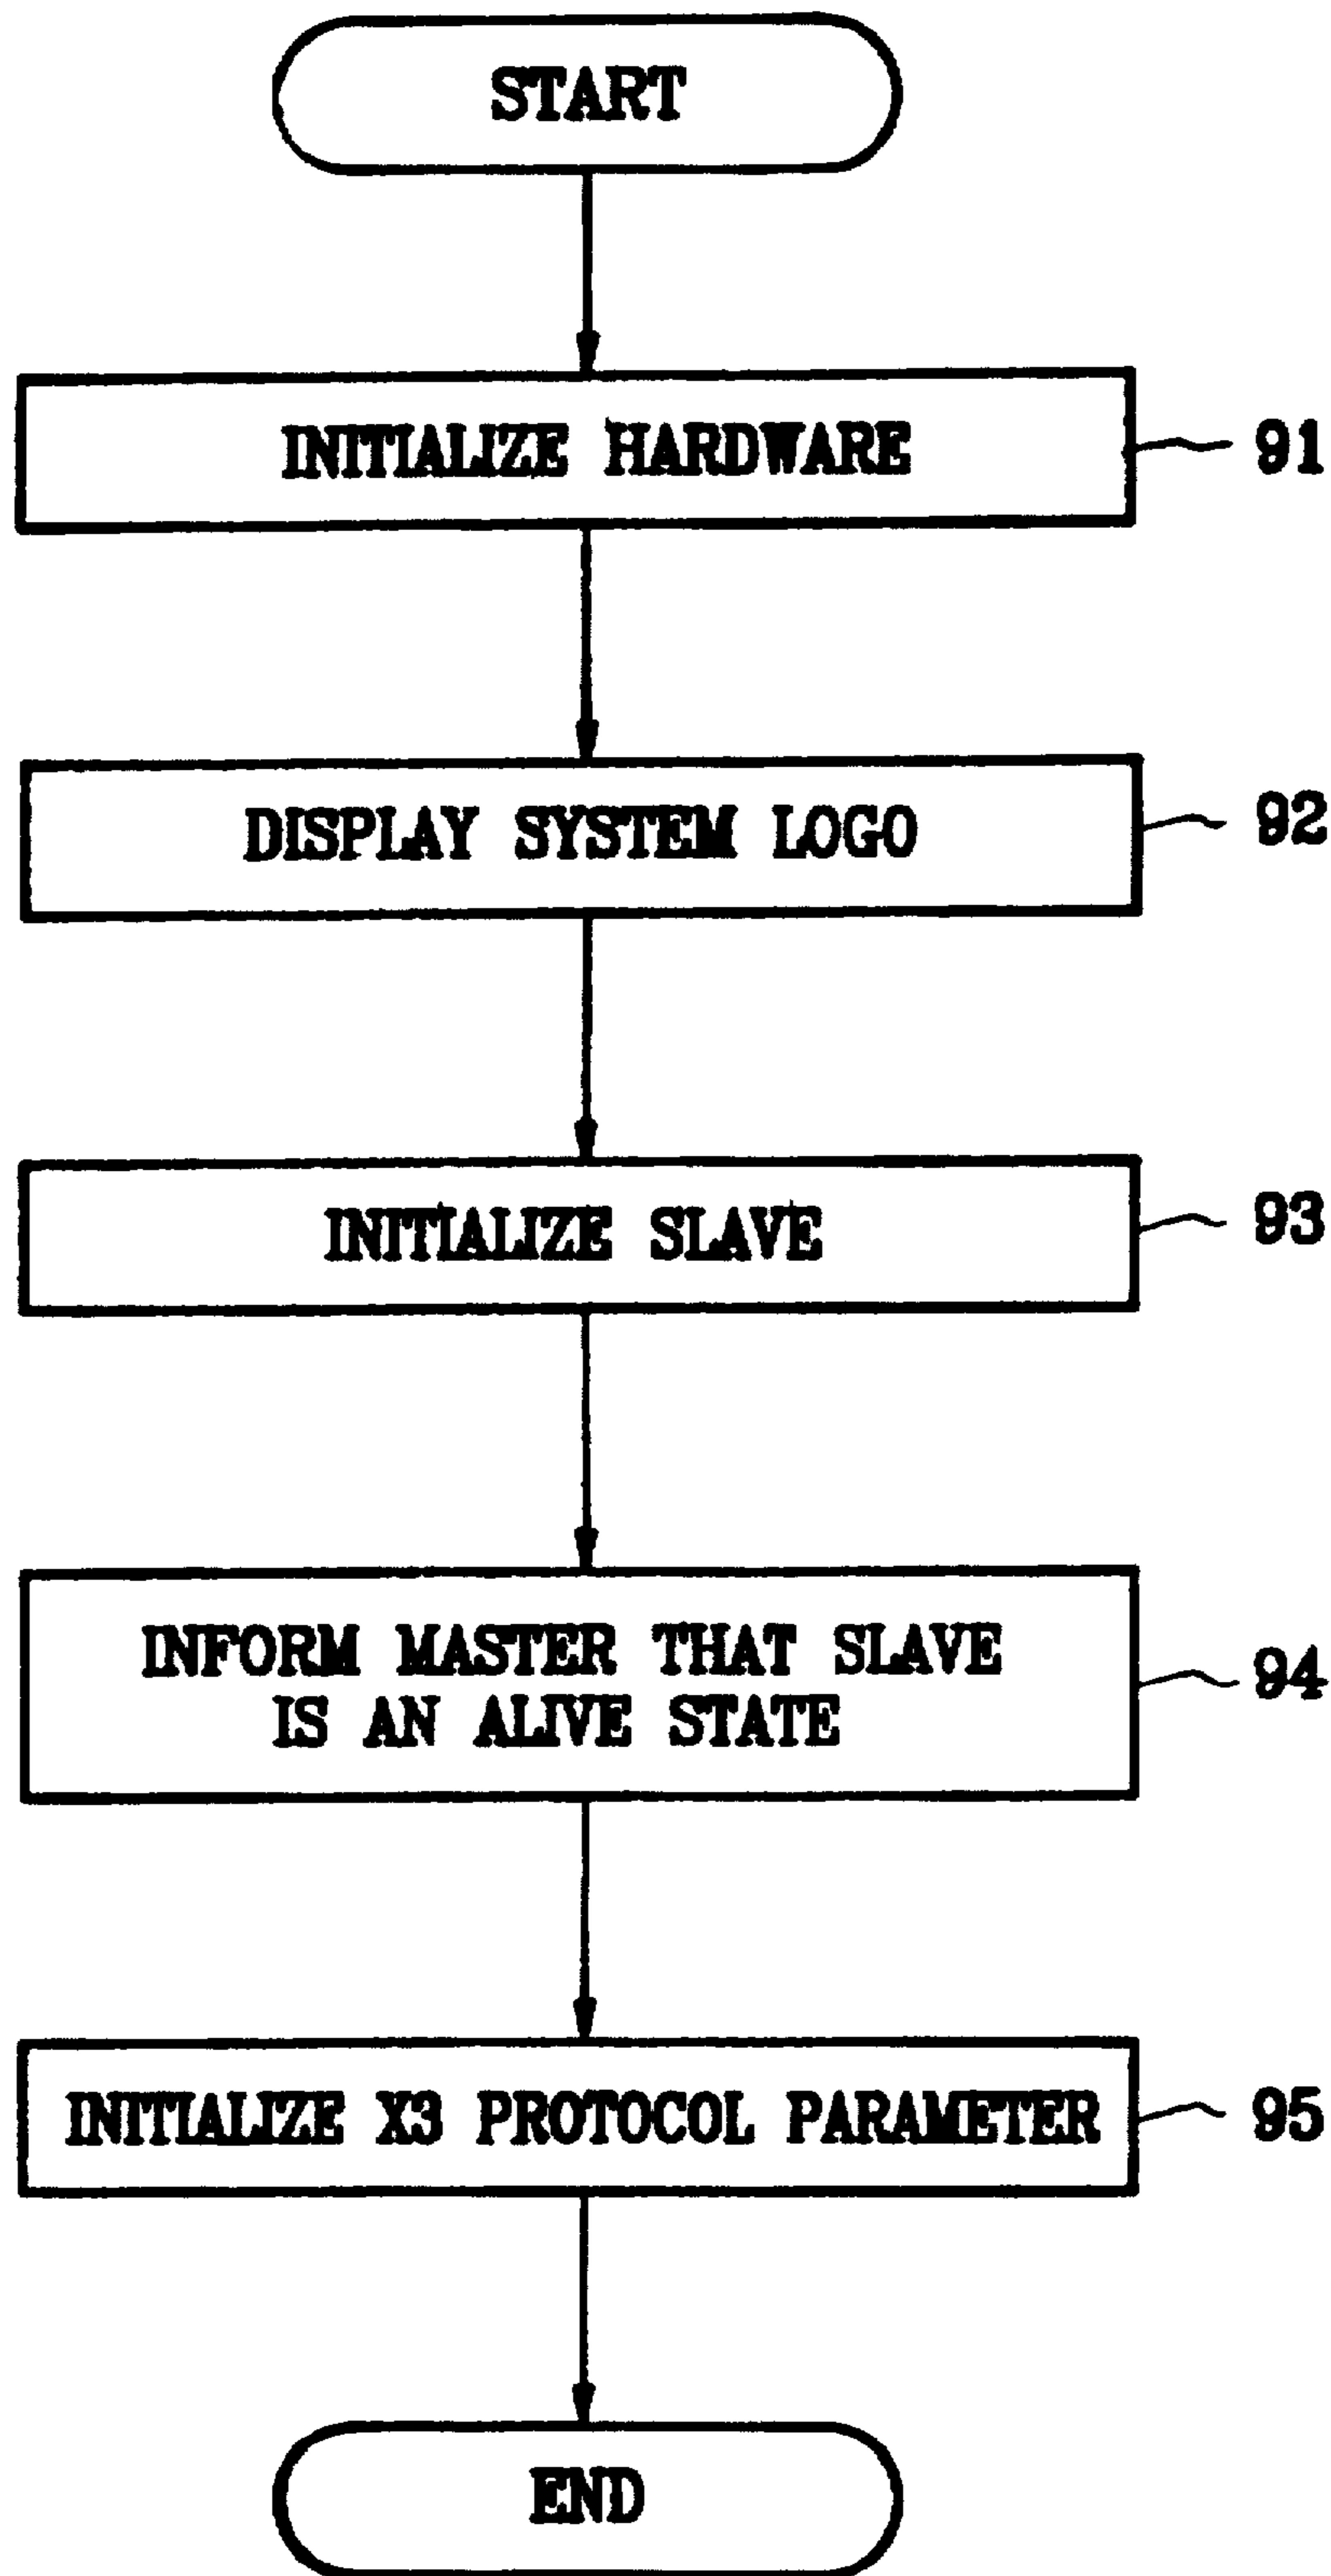 START
INITIALIZE HARDWARE
91
DISPLAY SYSTEM LOGO
92
INITIALIZE SLAVE
93
INFORM MASTER THAT SLAVE
IS AN ALIVE STATE
94
INITIALIZE X3 PROTOCOL PARAMETER
95
END